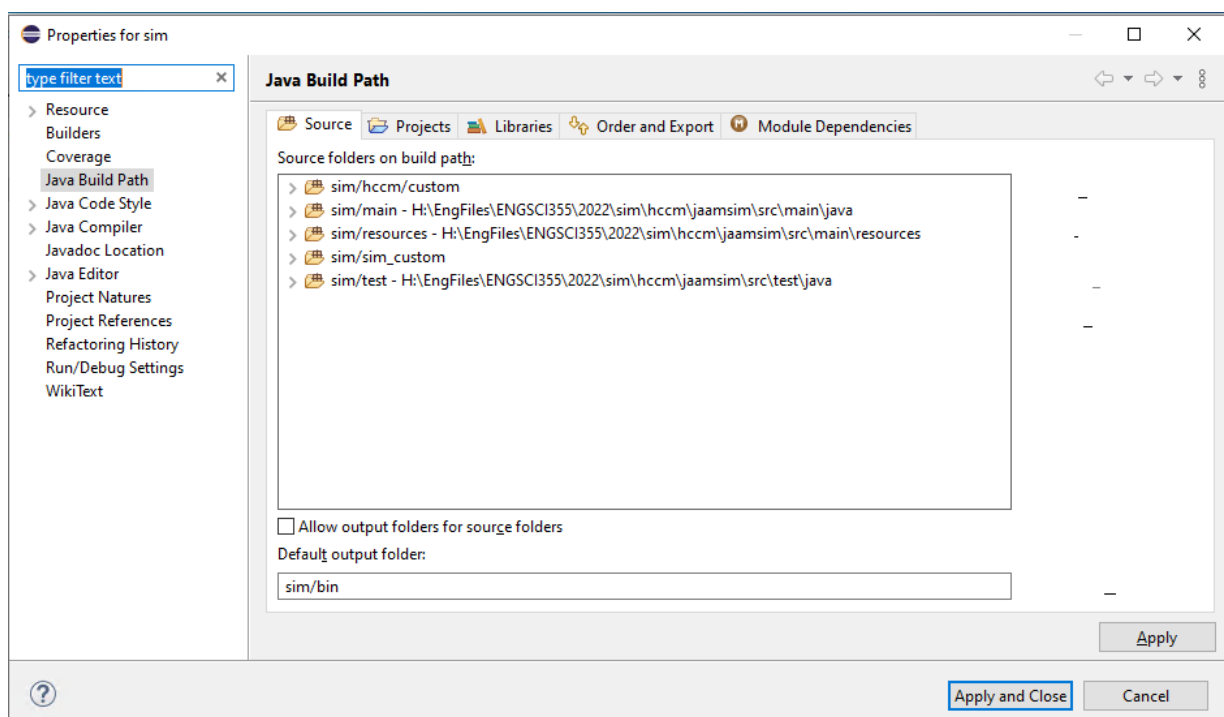 Properties for sim
type filter text
Resource
Builders
Coverage
Java Build Path
Java Code Style
Java Compiler
Javadoc Location
Java Editor
Project Natures
Project References
Refactoring History
Run/Debug Settings
WikiText
Java Build Path
Source Projects Libraries Order and Export Module Dependencies
Source folders on build path:
sim/hccm/custom
sim/main - H:\EngFiles\ENGSCI355\2022\sim\hccm\jaamsim\src\main\java
sim/resources - H:\EngFiles\ENGSCI355\2022\sim\hccm\jaamsim\src\main\resources
sim/sim_custom
sim/test - H:\EngFiles\ENGSCI355\2022\sim\hccm\jaamsim\src\test\java
Allow output folders for source folders
Default output folder:
sim/bin
Apply
Apply and Close Cancel